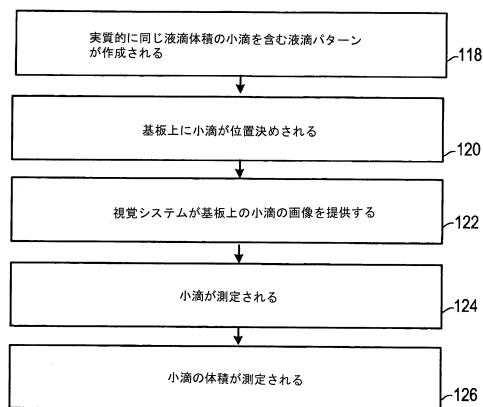 実質的に同じ液滴体積の小滴を含む液滴パターン
が作成される
118
基板上に小滴が位置決めされる
120
視覚システムが基板上の小滴の画像を提供する
122
小滴が測定される
124
小滴の体積が測定される
126